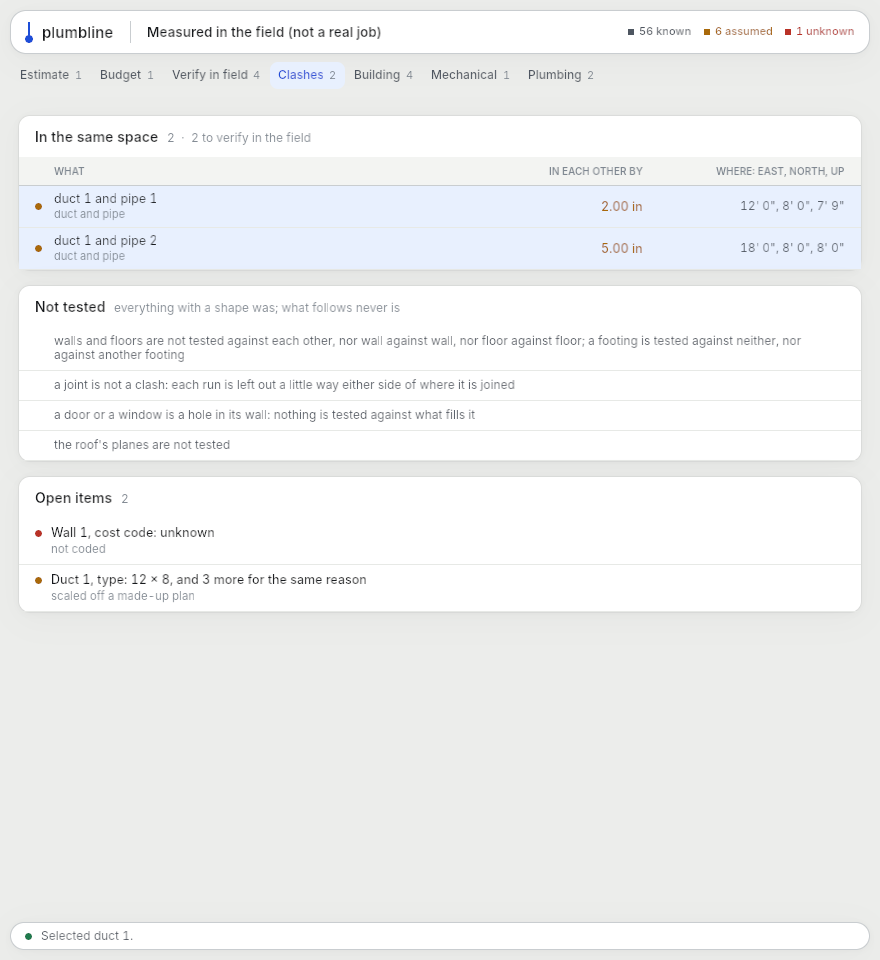 plumbline
Measured in the field (not a real job)
56 known 6 assumed 1 unknown
Estimate 1 Budget 1 Verify in field 4 Clashes 2 Building 4 Mechanical 1 Plumbing 2
In the same space 2 · 2 to verify in the field
WHAT IN EACH OTHER BY WHERE: EAST, NORTH, UP
duct 1 and pipe 1
duct and pipe
2.00 in 12' 0", 8' 0", 7' 9"
duct 1 and pipe 2
duct and pipe
5.00 in 18' 0", 8' 0", 8' 0"
Not tested everything with a shape was; what follows never is
walls and floors are not tested against each other, nor wall against wall, nor floor against floor; a footing is tested against neither, nor
against another footing
a joint is not a clash: each run is left out a little way either side of where it is joined
a door or a window is a hole in its wall: nothing is tested against what fills it
the roof's planes are not tested
Open items 2
Wall 1, cost code: unknown
not coded
Duct 1, type: 12 × 8, and 3 more for the same reason
scaled off a made-up plan
Selected duct 1.